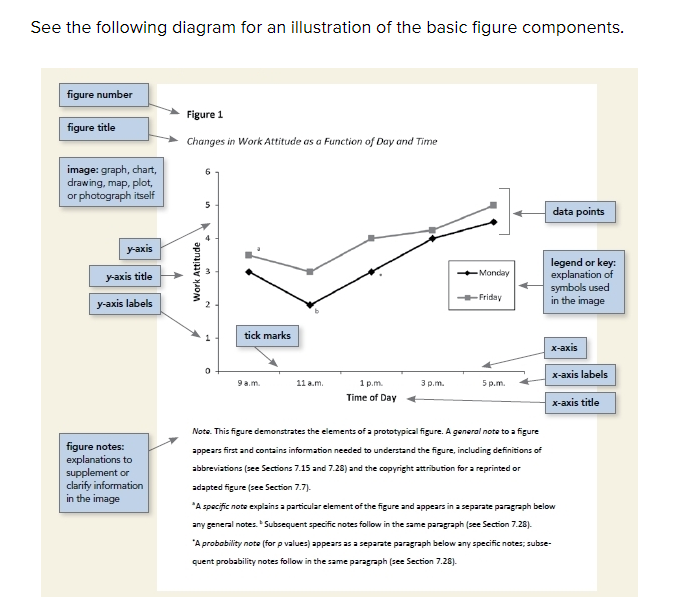 See the following diagram for an illustration of the basic figure components.
figure number
Figure 1
figure title
Changes in Work Attitude as a Function of Day and Time
image: graph, chart,
drawing, map, plot,
or photograph itself
6
5
4
3
2
1
0
Work Attitude
y-axis
y-axis title
y-axis labels
tick marks
a
b
*
data points
Monday
Friday
legend or key:
explanation of
symbols used
in the image
x-axis
x-axis labels
x-axis title
9 a.m. 11 a.m. 1 p.m. 3 p.m. 5 p.m.
Time of Day
figure notes:
explanations to
supplement or
clarify information
in the image
Note. This figure demonstrates the elements of a prototypical figure. A general note to a figure
appears first and contains information needed to understand the figure, including definitions of
abbreviations (see Sections 7.15 and 7.28) and the copyright attribution for a reprinted or
adapted figure (see Section 7.7).
ᵃA specific note explains a particular element of the figure and appears in a separate paragraph below
any general notes. ᵇ Subsequent specific notes follow in the same paragraph (see Section 7.28).
*A probability note (for p values) appears as a separate paragraph below any specific notes; subse-
quent probability notes follow in the same paragraph (see Section 7.28).